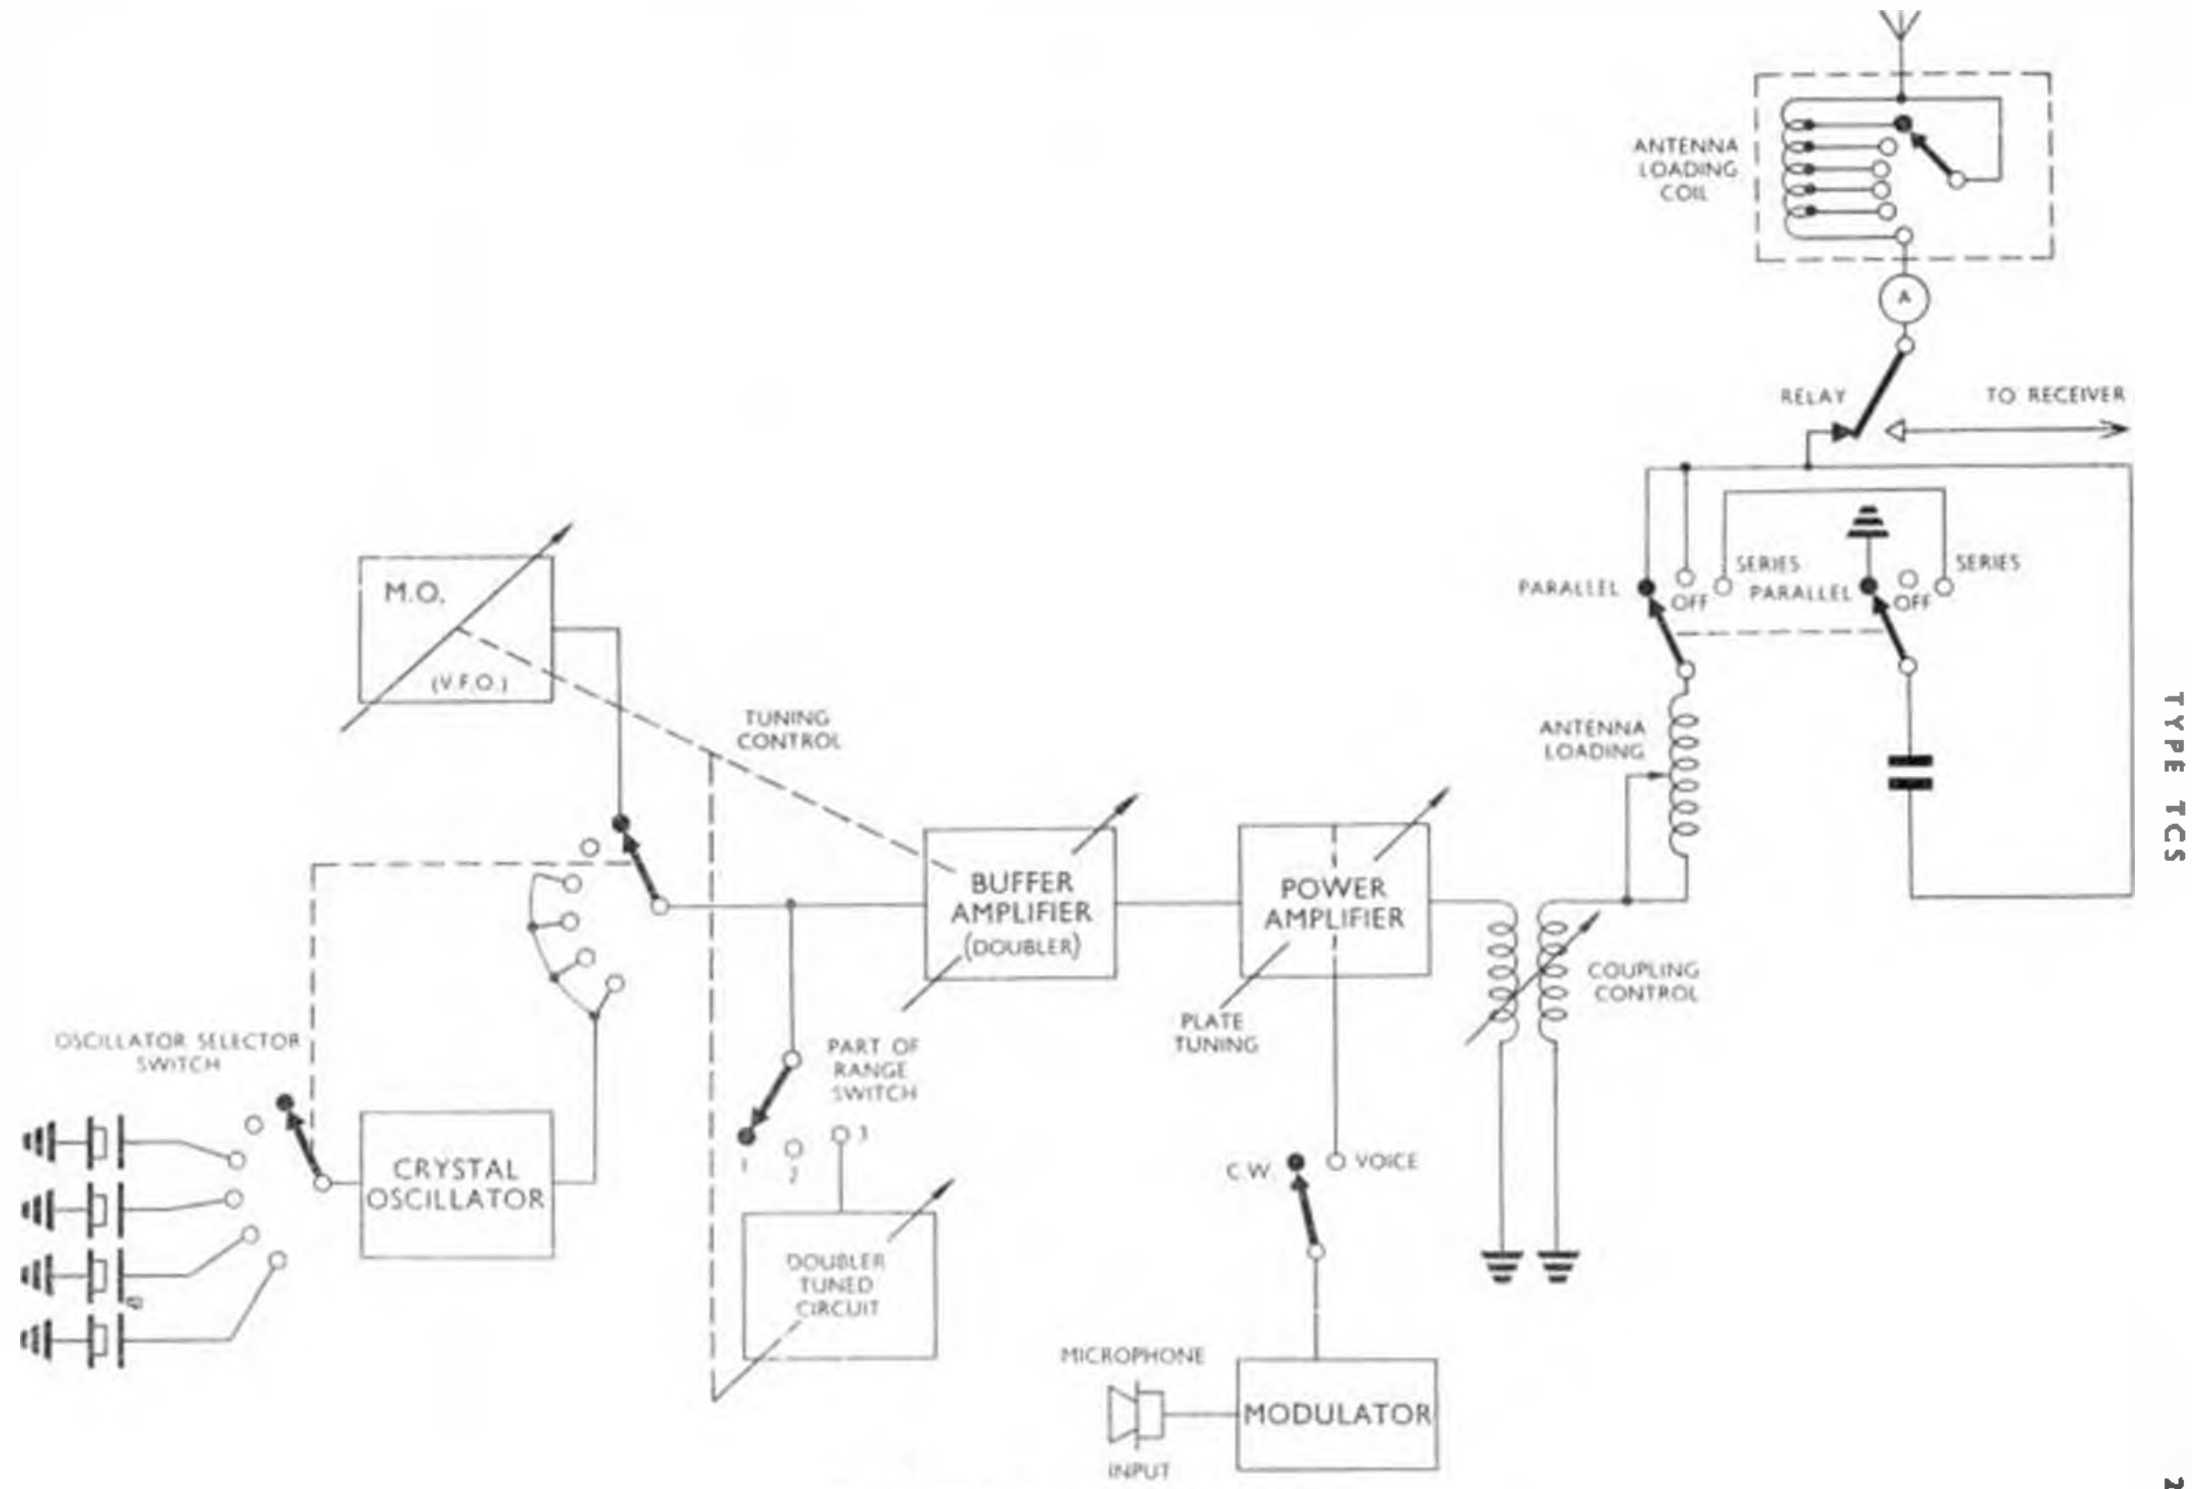 ANTENNA
LOADING
COIL
A
RELAY
TO RECEIVER
SERIES
SERIES
PARALLEL
OFF
PARALLEL
OFF
M.O.
(V.F.O.)
TUNING
CONTROL
ANTENNA
LOADING
TYPE TCS
BUFFER
AMPLIFIER
(DOUBLER)
POWER
AMPLIFIER
COUPLING
CONTROL
PLATE
TUNING
OSCILLATOR SELECTOR
SWITCH
PART OF
RANGE
SWITCH
1
2
3
CRYSTAL
OSCILLATOR
C.W.
VOICE
DOUBLER
TUNED
CIRCUIT
MICROPHONE
INPUT
MODULATOR
2